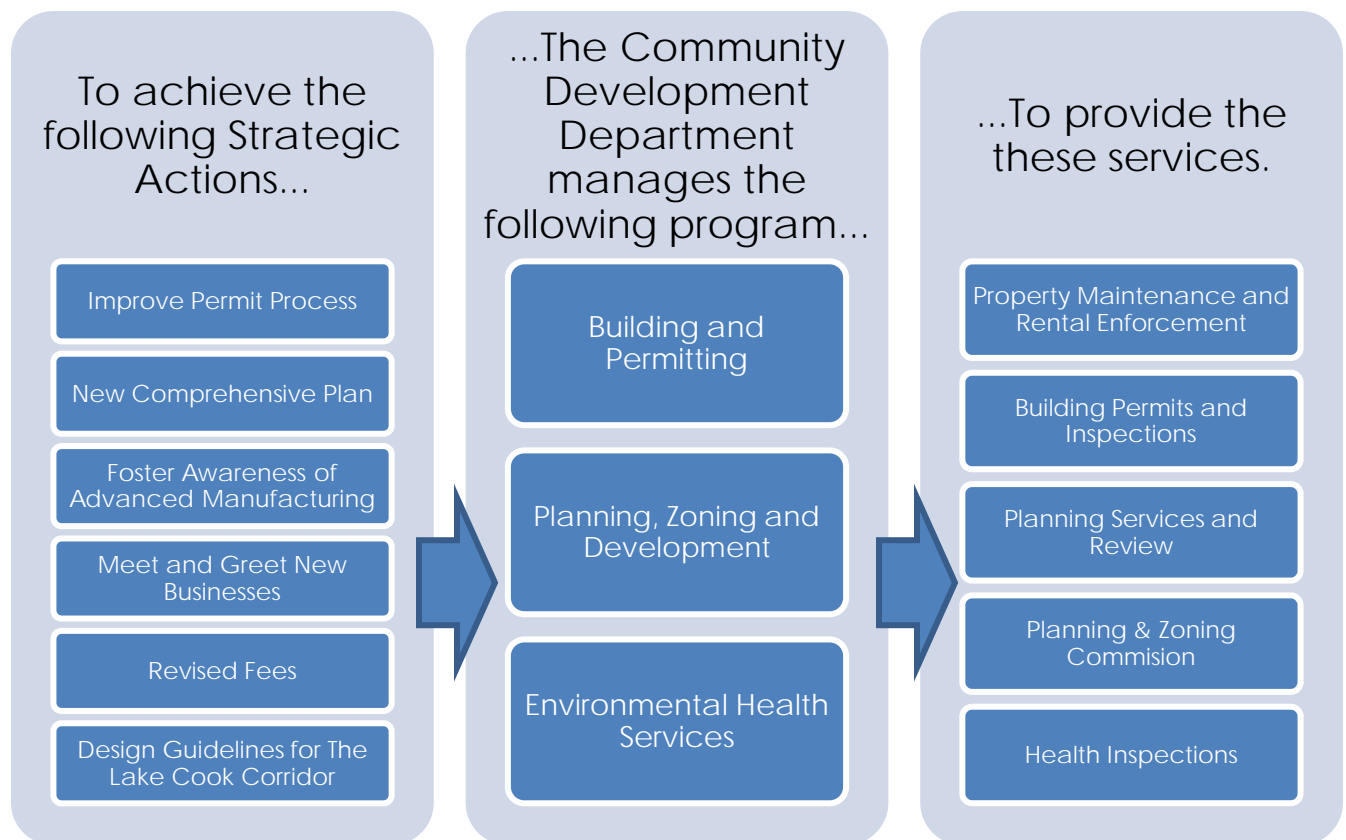 To achieve the
following Strategic
Actions...
Improve Permit Process
New Comprehensive Plan
Foster Awareness of
Advanced Manufacturing
Meet and Greet New
Businesses
Revised Fees
Design Guidelines for The
Lake Cook Corridor
...The Community
Development
Department
manages the
following program...
Building and
Permitting
Planning, Zoning and
Development
Environmental Health
Services
...To provide the
these services.
Property Maintenance and
Rental Enforcement
Building Permits and
Inspections
Planning Services and
Review
Planning & Zoning
Commision
Health Inspections